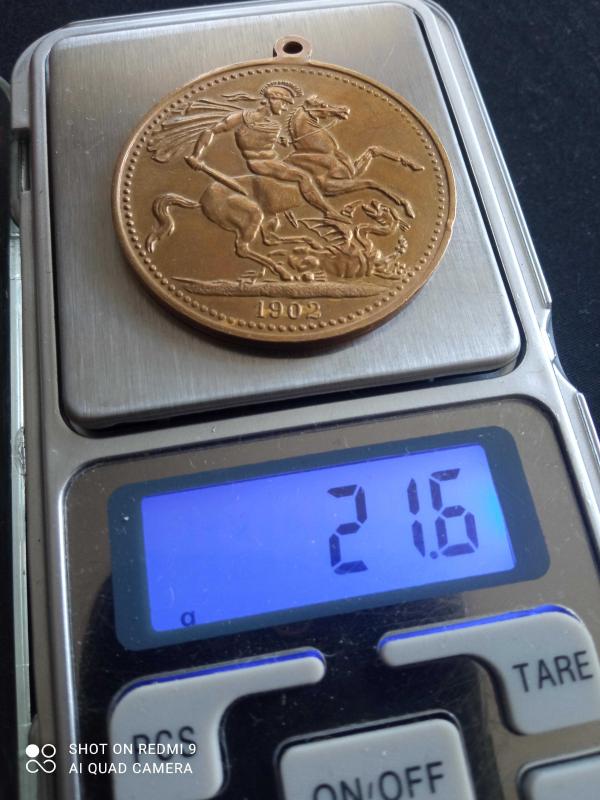 1902
21.6
g
TARE
PCS
ON/OFF
SHOT ON REDMI 9
AI QUAD CAMERA